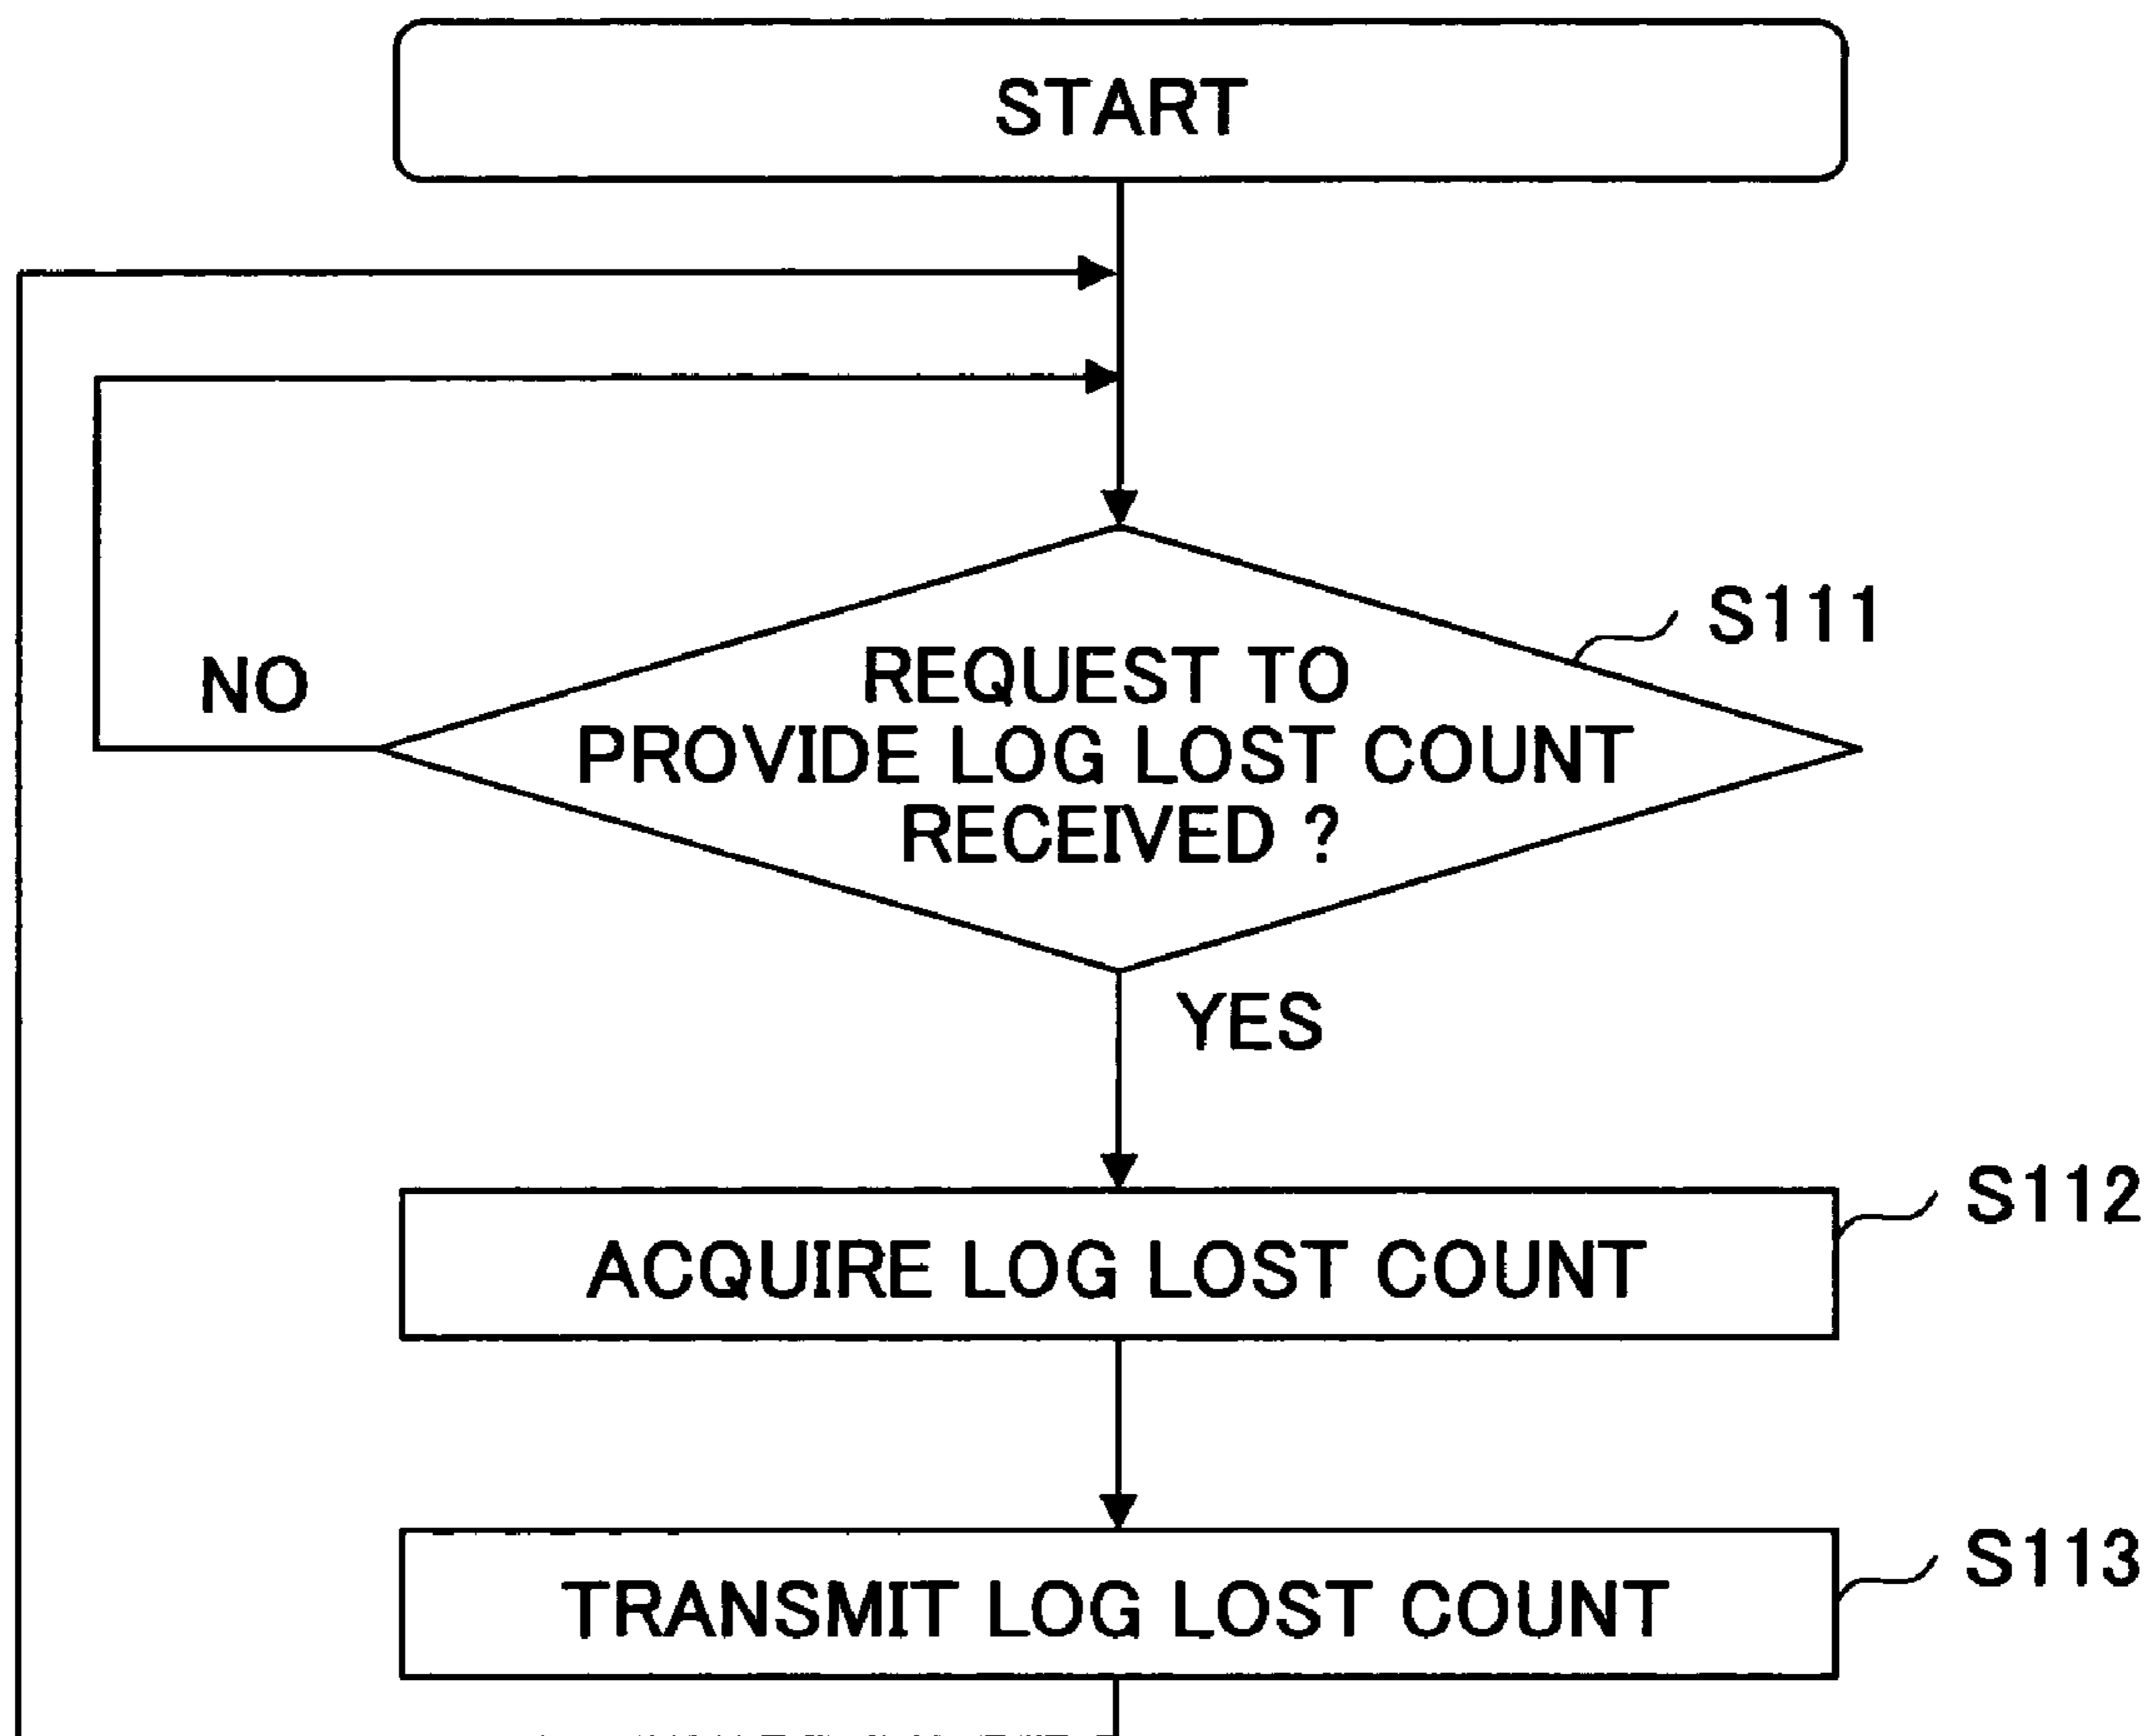 START
S111
NO
REQUEST TO
PROVIDE LOG LOST COUNT
RECEIVED ?
YES
S112
ACQUIRE LOG LOST COUNT
S113
TRANSMIT LOG LOST COUNT